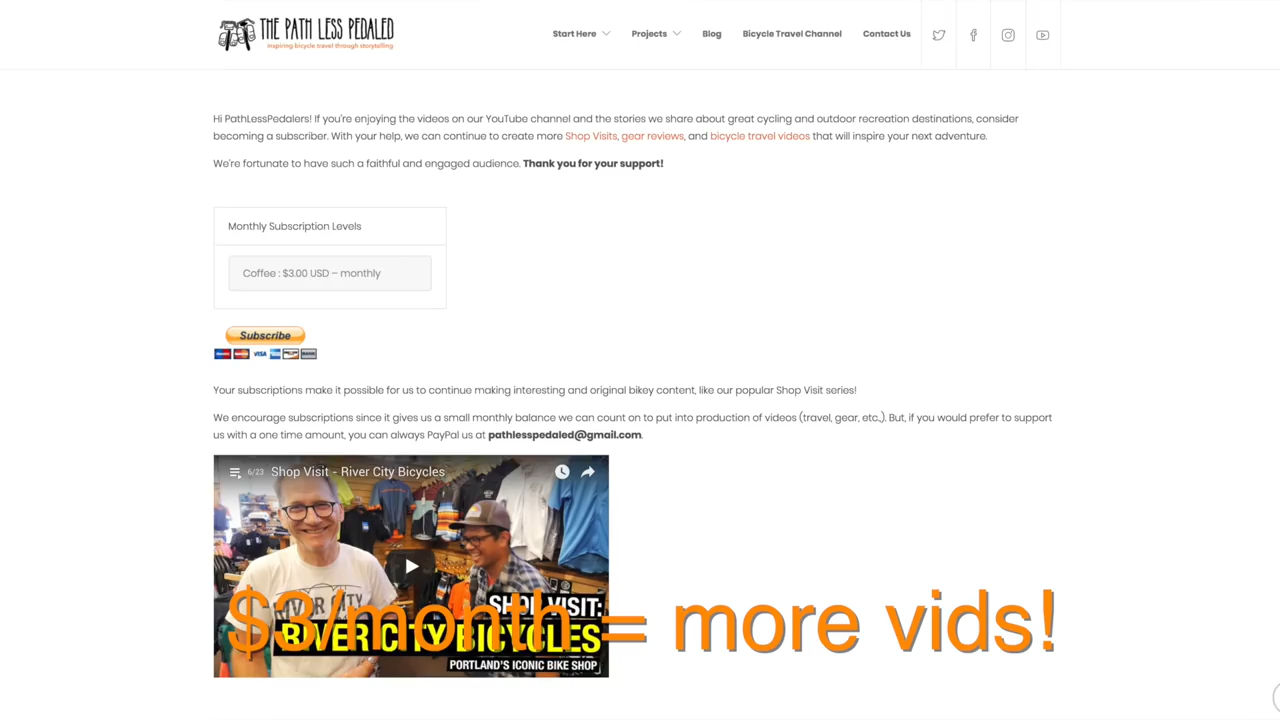 THE PATH LESS PEDALED
inspiring bicycle travel through storytelling
Start Here Projects Blog Bicycle Travel Channel Contact Us
Hi PathLessPedalers! If you're enjoying the videos on our YouTube channel and the stories we share about great cycling and outdoor recreation destinations, consider
becoming a subscriber. With your help, we can continue to create more Shop Visits, gear reviews, and bicycle travel videos that will inspire your next adventure.
We're fortunate to have such a faithful and engaged audience. Thank you for your support!
Monthly Subscription Levels
Coffee : $3.00 USD – monthly
Subscribe
VISA
BANK
Your subscriptions make it possible for us to continue making interesting and original bikey content, like our popular Shop Visit series!
We encourage subscriptions since it gives us a small monthly balance we can count on to put into production of videos (travel, gear, etc.,). But, if you would prefer to support
us with a one time amount, you can always PayPal us at pathlesspedaled@gmail.com.
6/23 Shop Visit - River City Bicycles
RIVER CITY
SHOP VISIT:
$3/month = more vids!
RIVER CITY BICYCLES
PORTLAND'S ICONIC BIKE SHOP